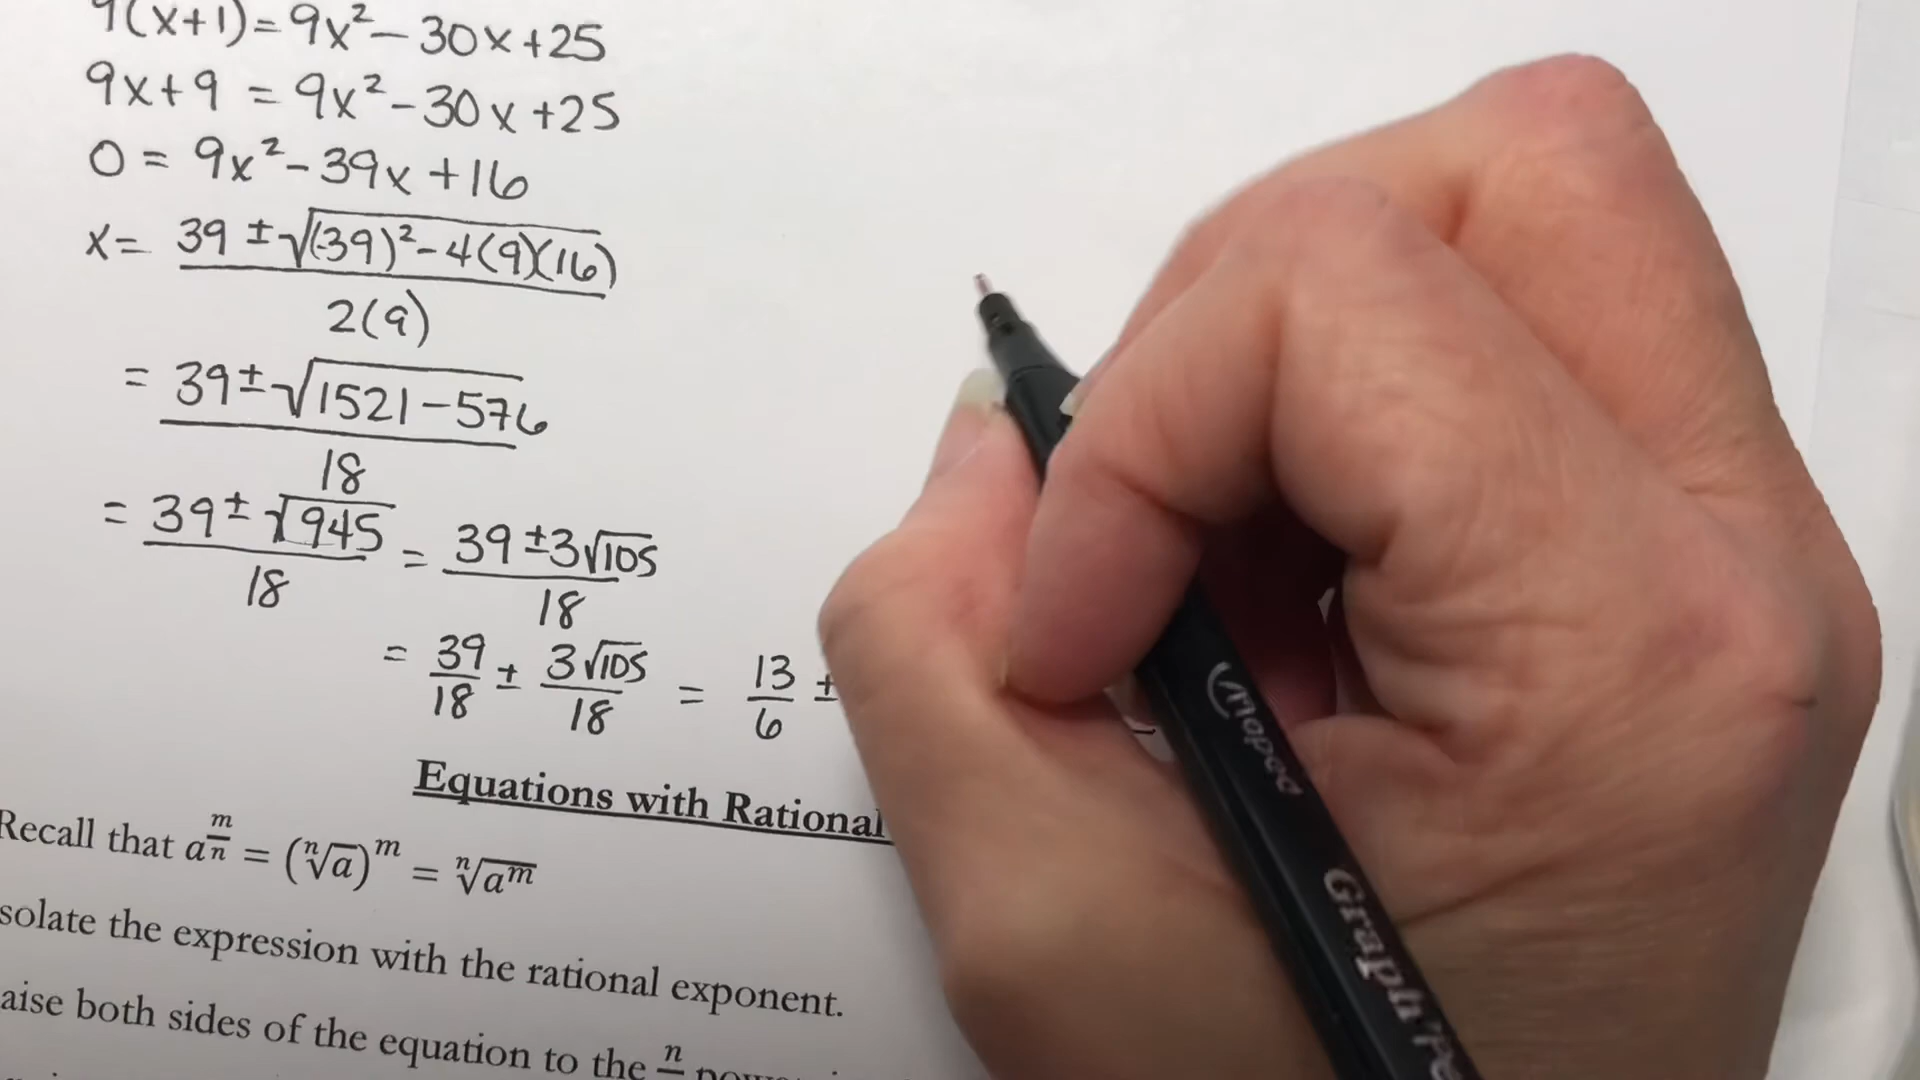 9(x+1)=9x²-30x+25
9x+9 = 9x²-30x+25
0 = 9x²-39x+16
x= 39 ± √(-39)²-4(9)(16)
2(9)
= 39±√1521-576
18
= 39±√945 = 39±3√105
18 18
= 39/18 ± 3√105/18 = 13/6 ±
Equations with Rational
Recall that a^(m/n) = (ⁿ√a)^m = ⁿ√a^m
solate the expression with the rational exponent.
aise both sides of the equation to the n
Maped
Graph'Pe